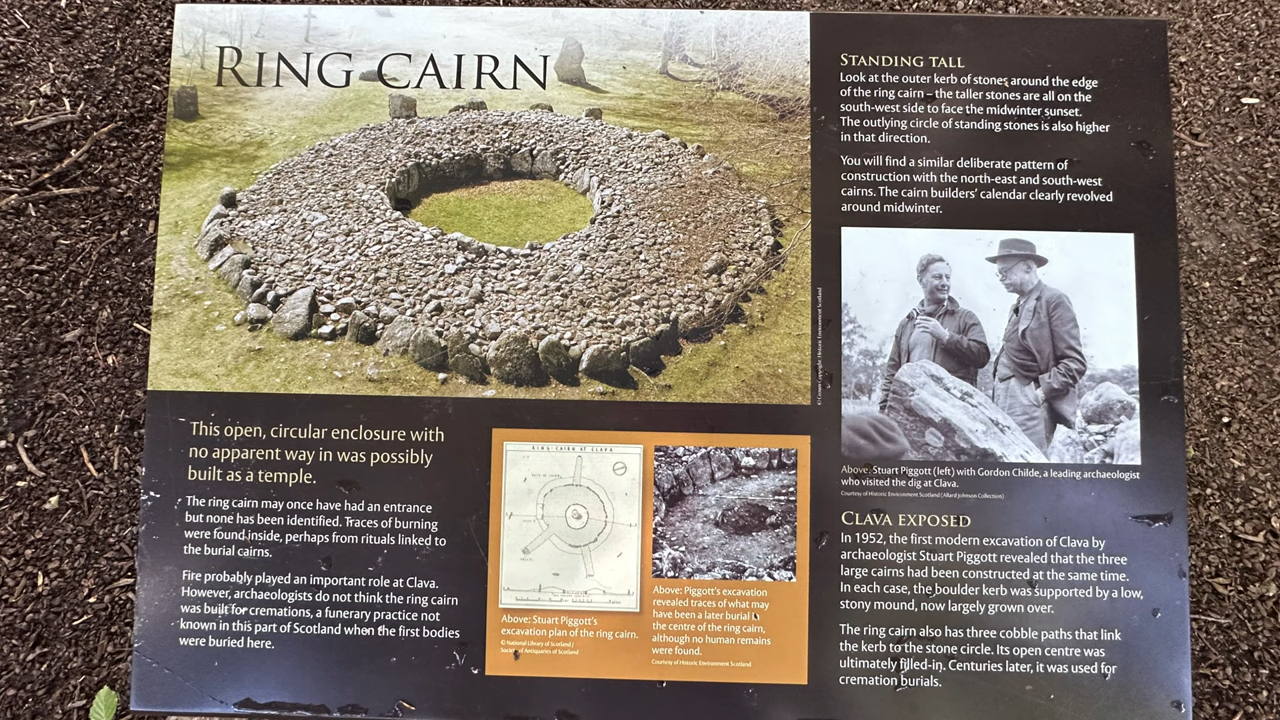 RING CAIRN
This open, circular enclosure with
no apparent way in was possibly
built as a temple.
The ring cairn may once have had an entrance
but none has been identified. Traces of burning
were found inside, perhaps from rituals linked to
the burial cairns.
Fire probably played an important role at Clava.
However, archaeologists do not think the ring cairn
was built for cremations, a funerary practice not
known in this part of Scotland when the first bodies
were buried here.
RING-CAIRN AT CLAVA
Above: Stuart Piggott's
excavation plan of the ring cairn.
© National Library of Scotland /
Society of Antiquaries of Scotland
Above: Piggott's excavation
revealed traces of what may
have been a later burial in
the centre of the ring cairn,
although no human remains
were found.
Courtesy of Historic Environment Scotland
© Crown Copyright: Historic Environment Scotland
STANDING TALL
Look at the outer kerb of stones around the edge
of the ring cairn – the taller stones are all on the
south-west side to face the midwinter sunset.
The outlying circle of standing stones is also higher
in that direction.
You will find a similar deliberate pattern of
construction with the north-east and south-west
cairns. The cairn builders' calendar clearly revolved
around midwinter.
Above: Stuart Piggott (left) with Gordon Childe, a leading archaeologist
who visited the dig at Clava.
Courtesy of Historic Environment Scotland (Allard Johnson Collection)
CLAVA EXPOSED
In 1952, the first modern excavation of Clava by
archaeologist Stuart Piggott revealed that the three
large cairns had been constructed at the same time.
In each case, the boulder kerb was supported by a low,
stony mound, now largely grown over.
The ring cairn also has three cobble paths that link
the kerb to the stone circle. Its open centre was
ultimately filled-in. Centuries later, it was used for
cremation burials.